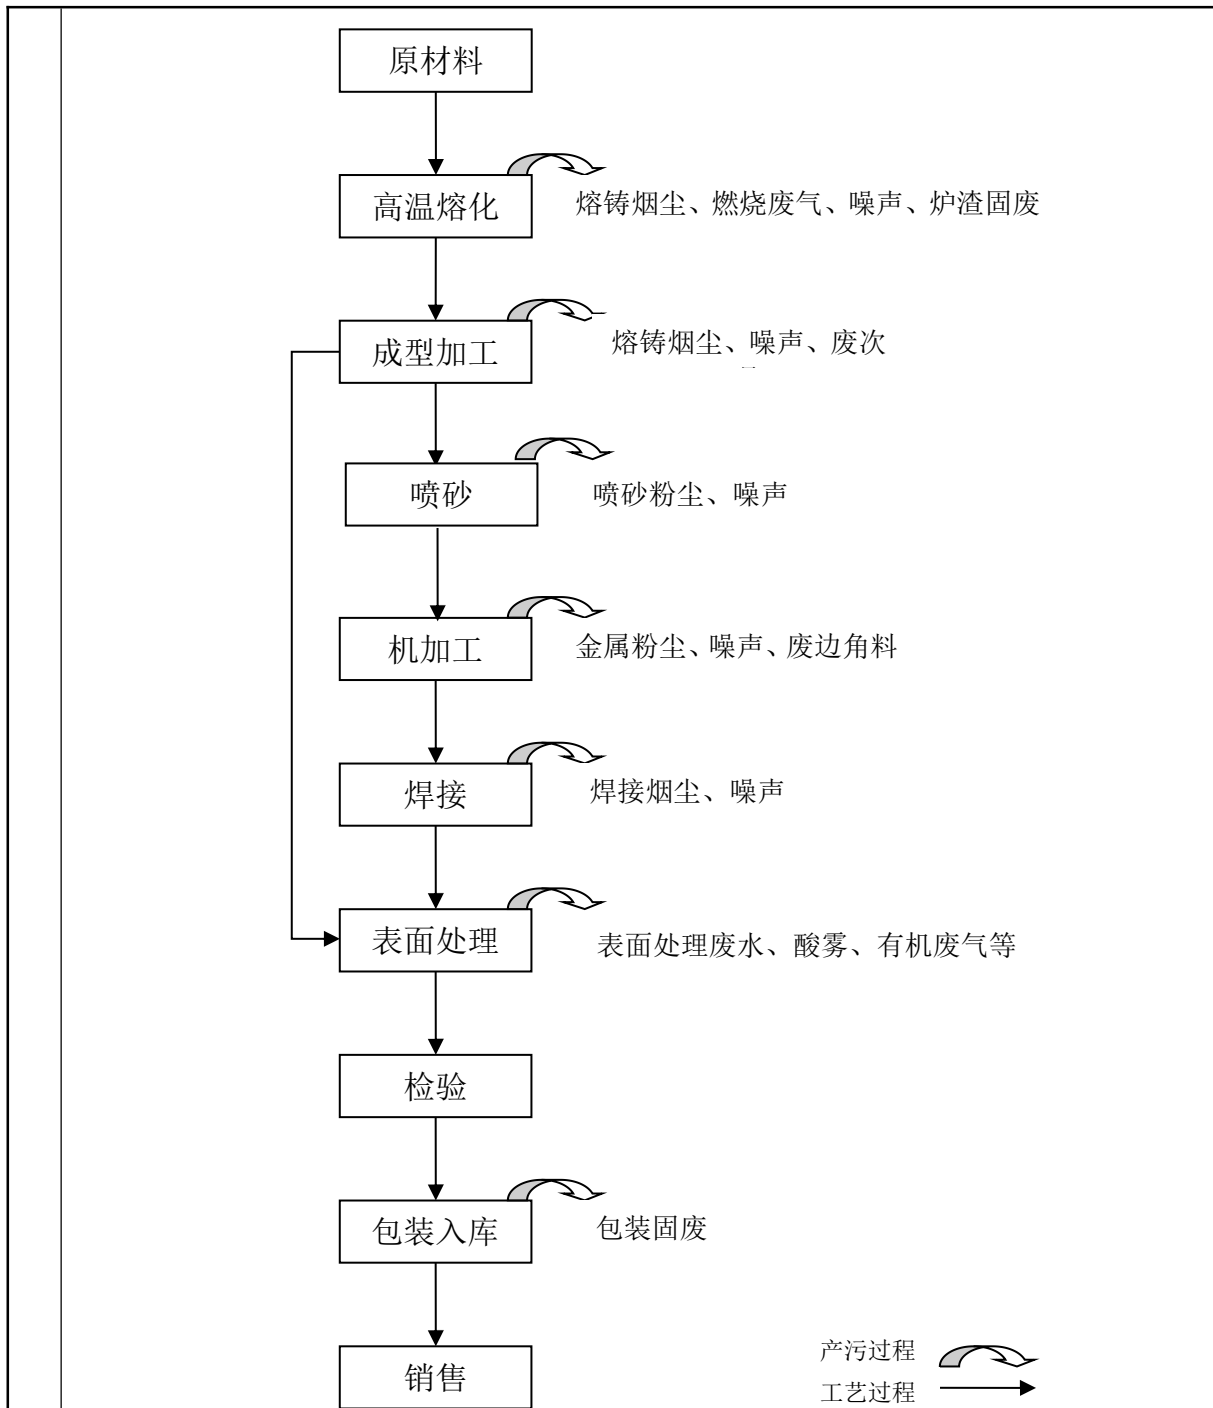 原材料
高温熔化
熔铸烟尘、燃烧废气、噪声、炉渣固废
成型加工
熔铸烟尘、噪声、废次
喷砂
喷砂粉尘、噪声
机加工
金属粉尘、噪声、废边角料
焊接
焊接烟尘、噪声
表面处理
表面处理废水、酸雾、有机废气等
检验
包装入库
包装固废
销售
产污过程
工艺过程